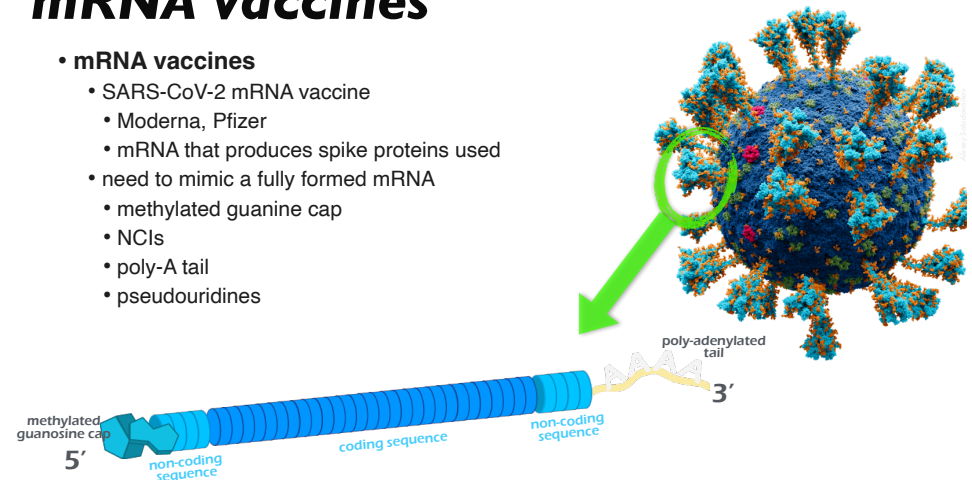 mRNA vaccines
• mRNA vaccines
• SARS-CoV-2 mRNA vaccine
• Moderna, Pfizer
• mRNA that produces spike proteins used
• need to mimic a fully formed mRNA
• methylated guanine cap
• NCIs
• poly-A tail
• pseudouridines
poly-adenylated
tail
AAAA
3′
methylated
guanosine cap
5′
non-coding
sequence
coding sequence
non-coding
sequence